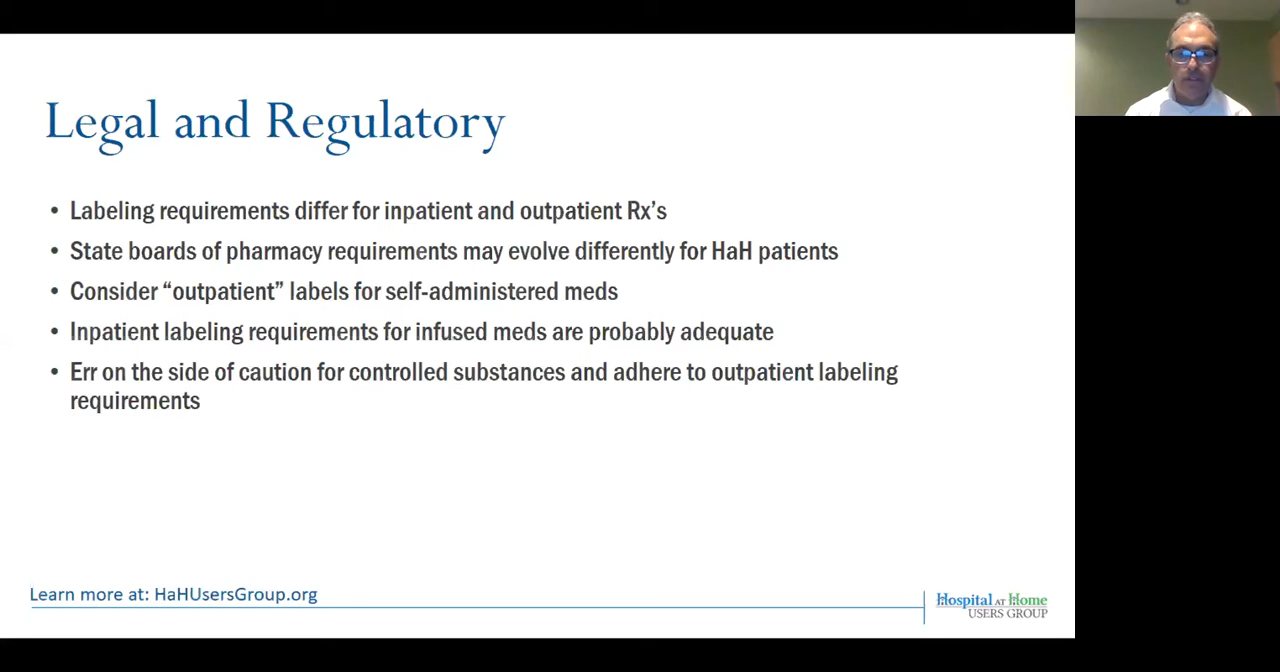 Legal and Regulatory
• Labeling requirements differ for inpatient and outpatient Rx’s
• State boards of pharmacy requirements may evolve differently for HaH patients
• Consider “outpatient” labels for self-administered meds
• Inpatient labeling requirements for infused meds are probably adequate
• Err on the side of caution for controlled substances and adhere to outpatient labeling
requirements
Learn more at: HaHUsersGroup.org
Hospital AT Home
USERS GROUP